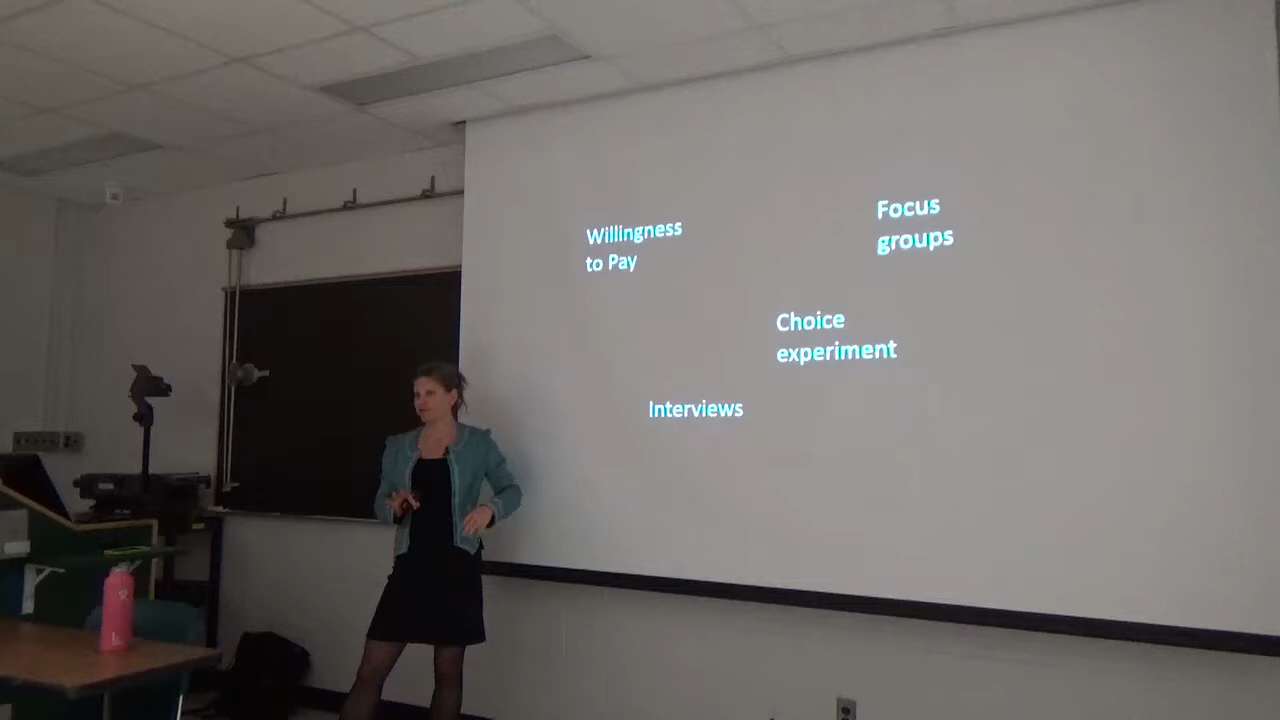 Willingness
to Pay
Focus
groups
Choice
experiment
Interviews